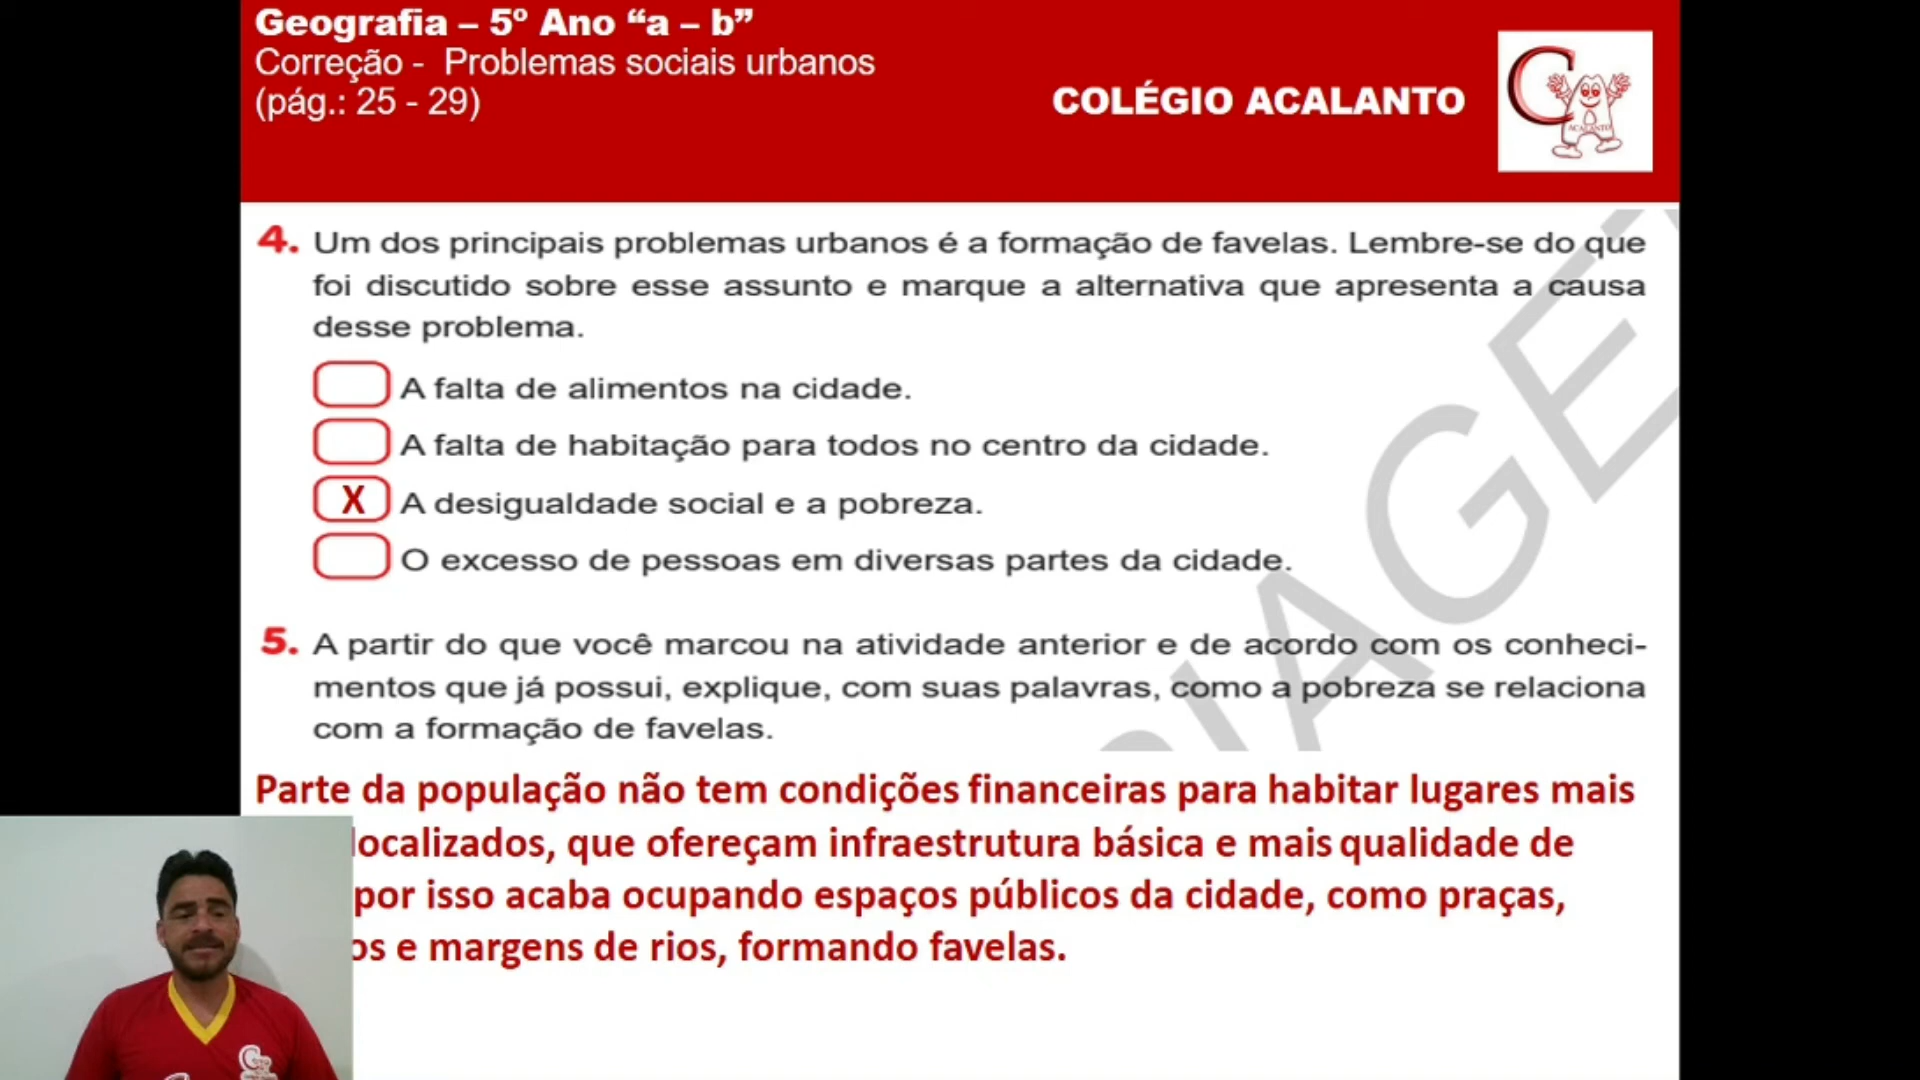 Geografia – 5º Ano “a – b”
Correção - Problemas sociais urbanos
(pág.: 25 - 29)
COLÉGIO ACALANTO
ACALANTO
4. Um dos principais problemas urbanos é a formação de favelas. Lembre-se do que
foi discutido sobre esse assunto e marque a alternativa que apresenta a causa
desse problema.
A falta de alimentos na cidade.
A falta de habitação para todos no centro da cidade.
X A desigualdade social e a pobreza.
O excesso de pessoas em diversas partes da cidade.
5. A partir do que você marcou na atividade anterior e de acordo com os conheci-
mentos que já possui, explique, com suas palavras, como a pobreza se relaciona
com a formação de favelas.
Parte da população não tem condições financeiras para habitar lugares mais
localizados, que ofereçam infraestrutura básica e mais qualidade de
por isso acaba ocupando espaços públicos da cidade, como praças,
os e margens de rios, formando favelas.